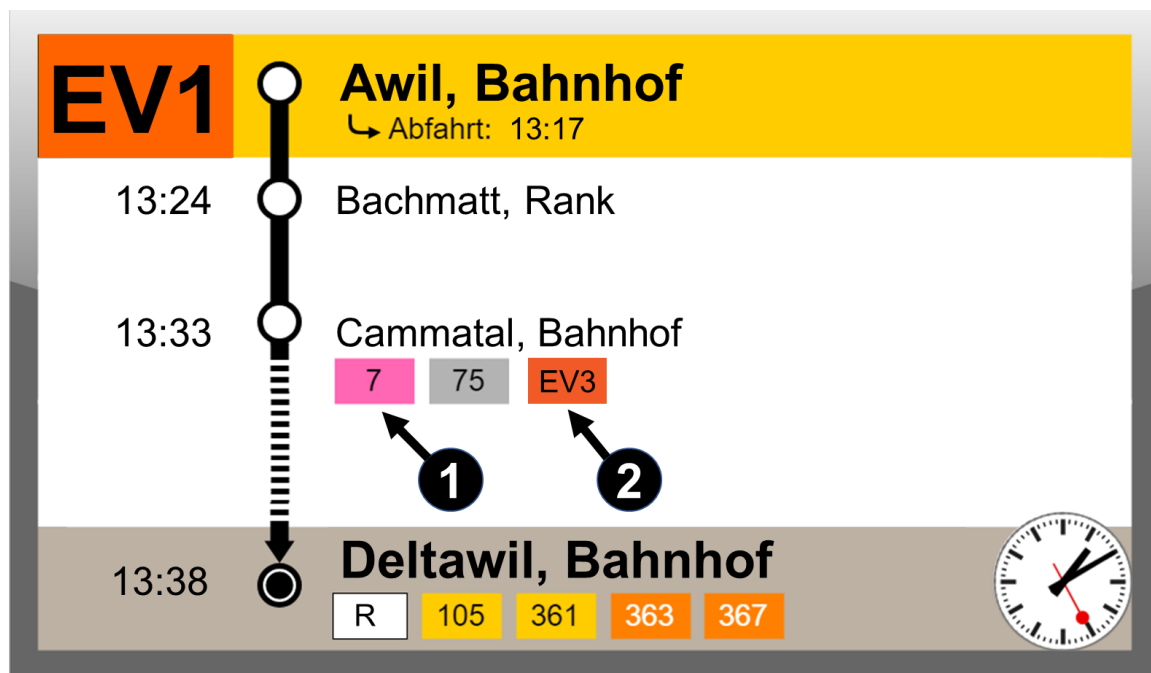 EV1
Awil, Bahnhof
Abfahrt: 13:17
13:24 Bachmatt, Rank
13:33 Cammatal, Bahnhof
7 75 EV3
1 2
Deltawil, Bahnhof
13:38
R 105 361 363 367